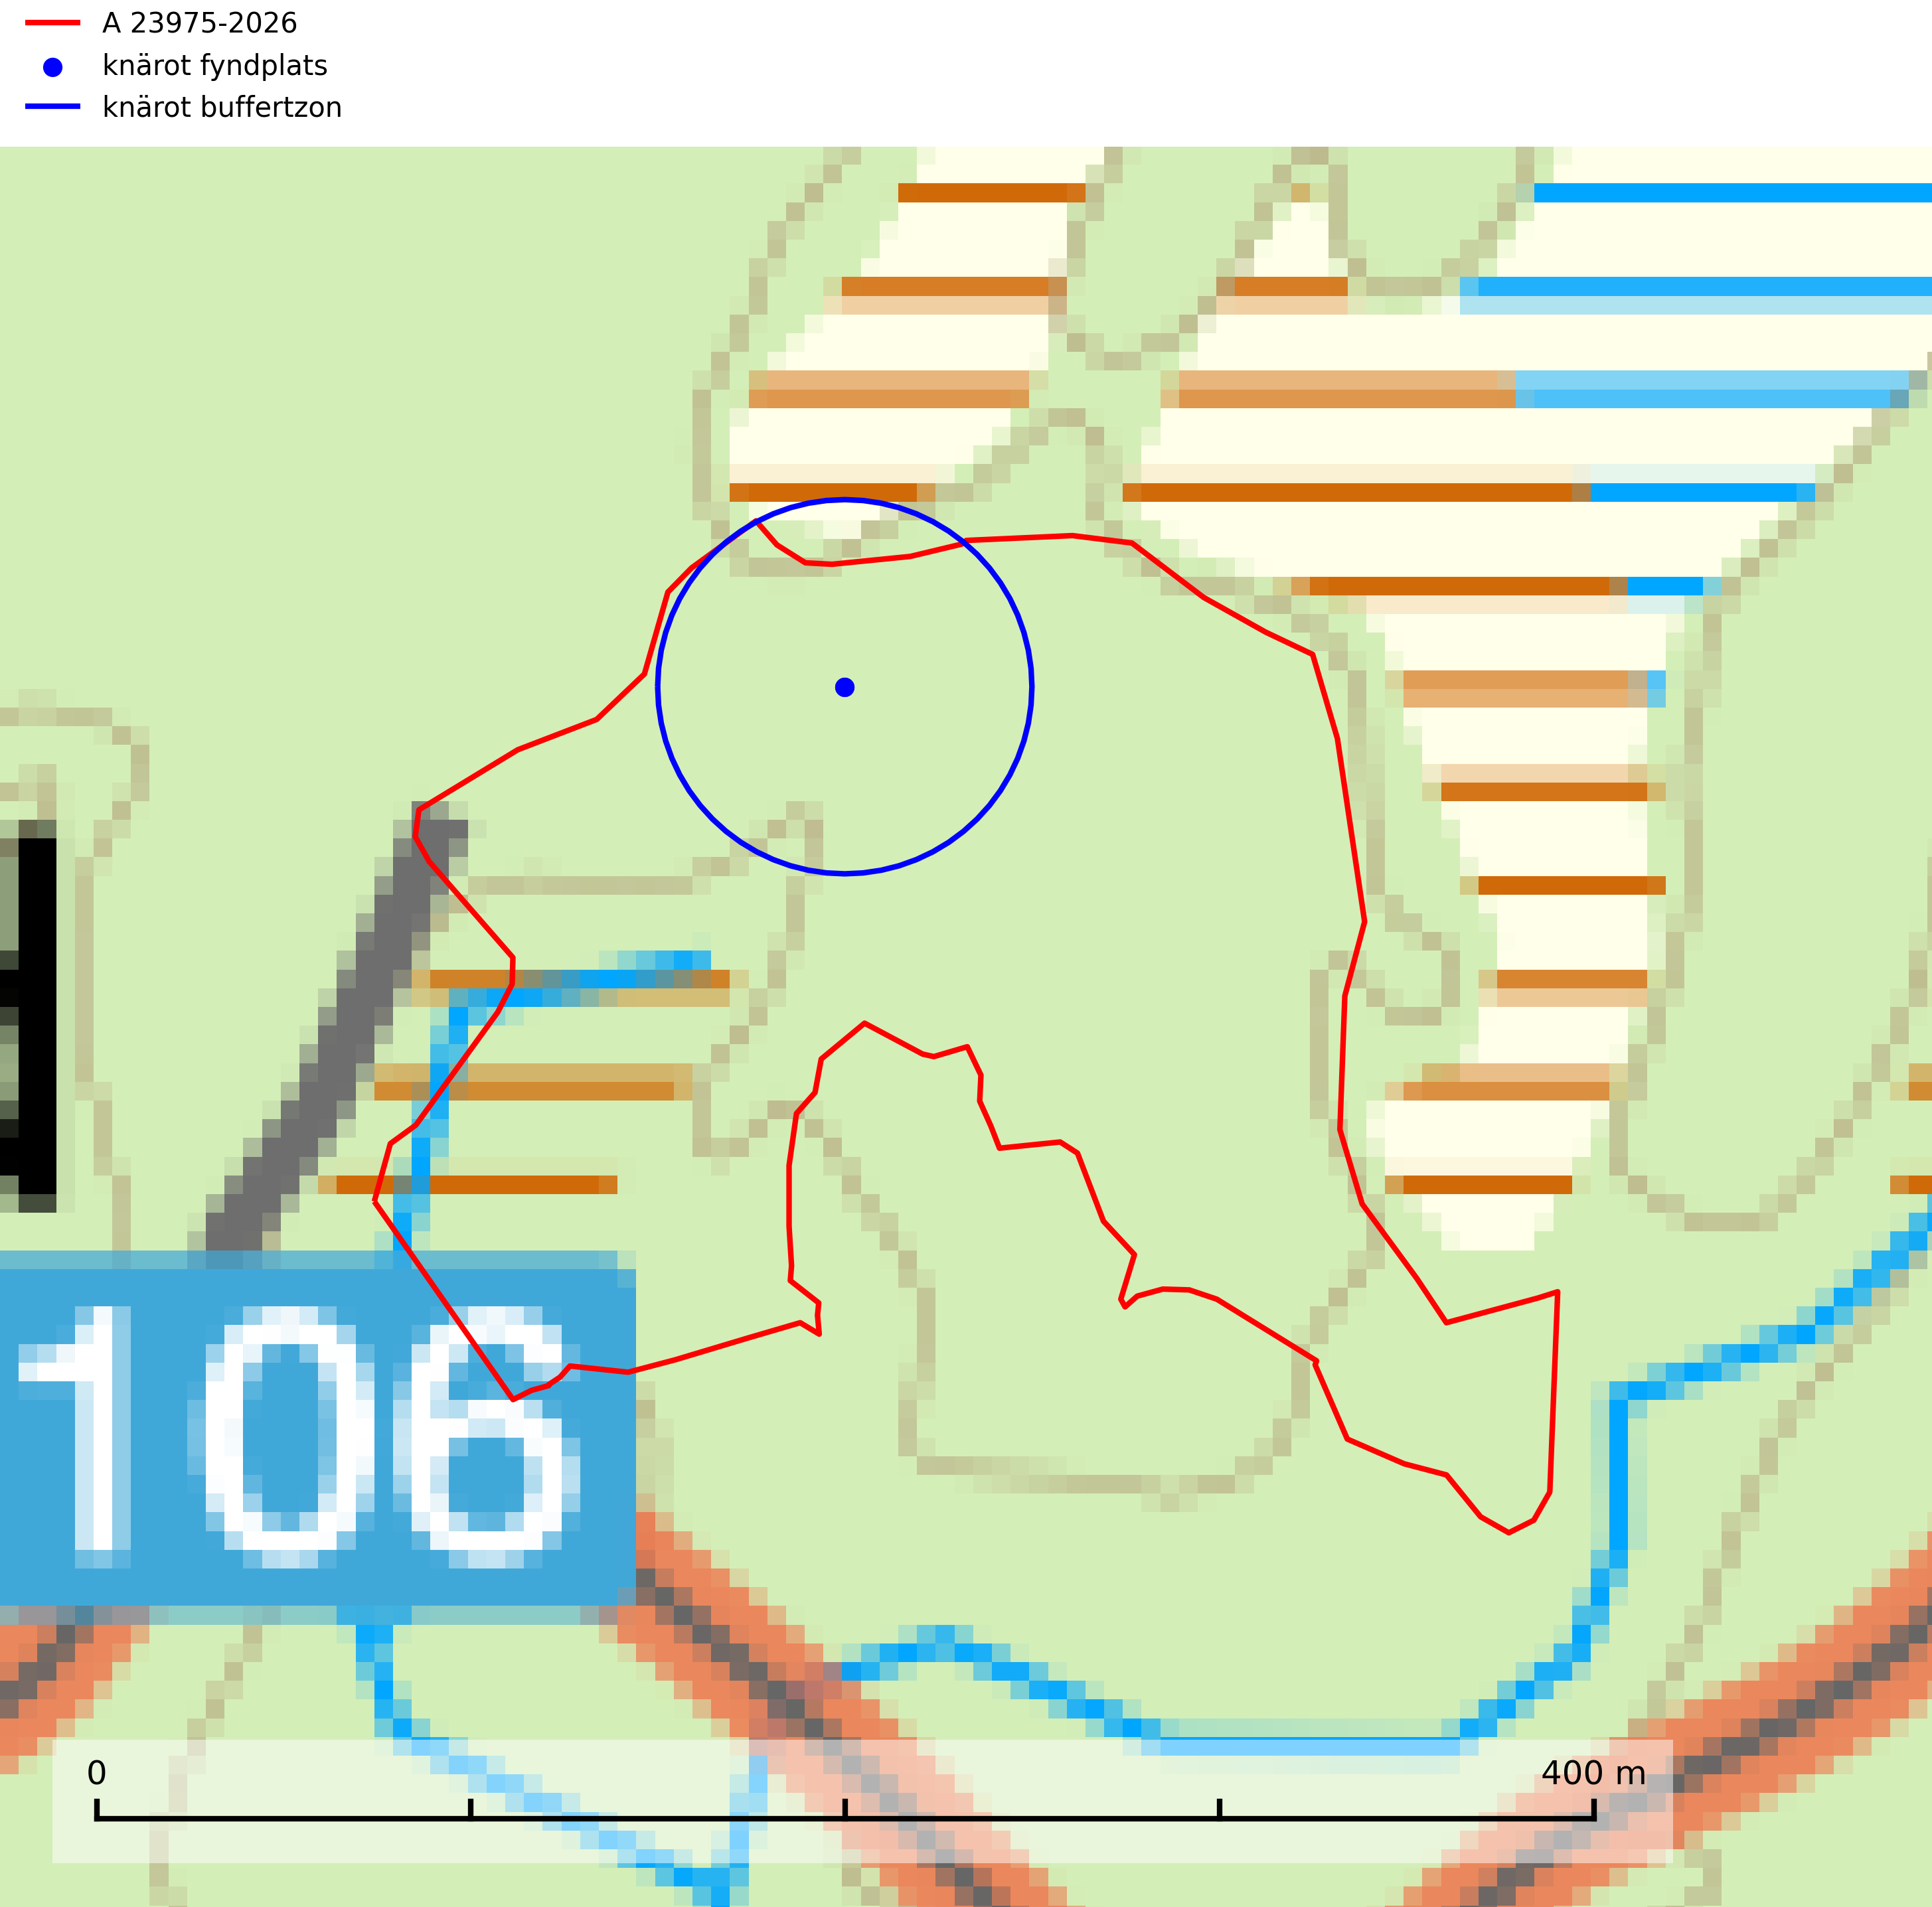 A 23975-2026
knärot fyndplats
knärot buffertzon
106
0
400 m